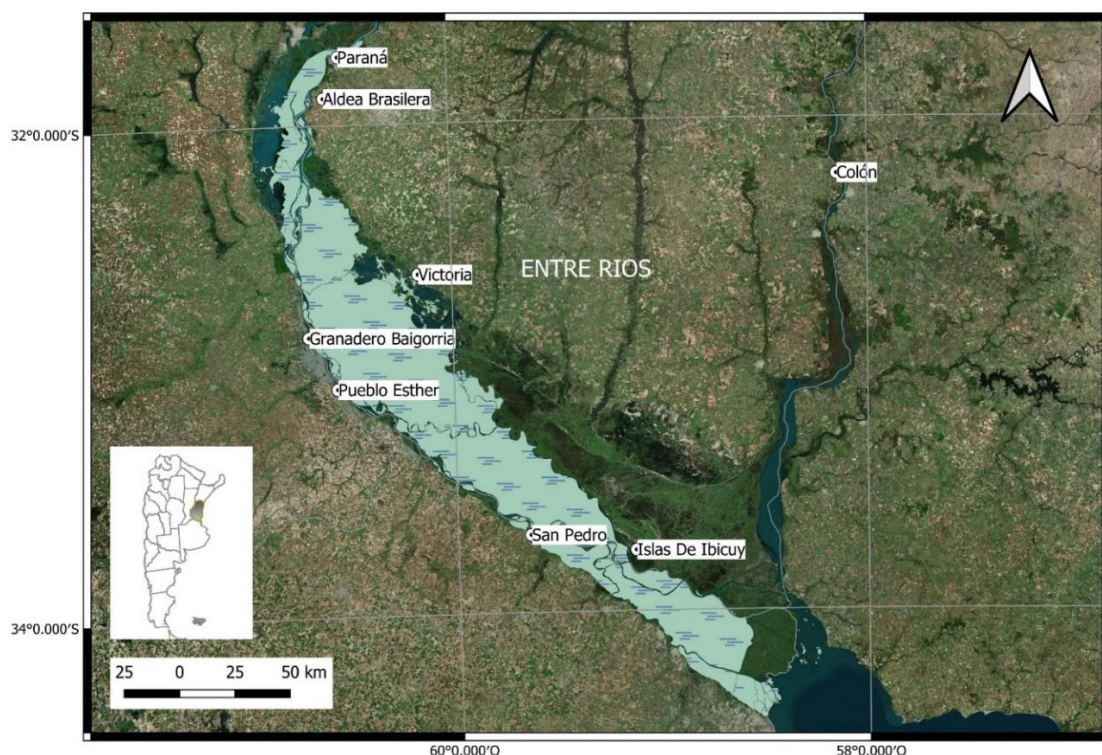 Paraná
Aldea Brasilera
32°0.000'S
Colón
Victoria
ENTRE RIOS
Granadero Baigorria
Pueblo Esther
San Pedro
Islas De Ibicuy
34°0.000'S
25 0 25 50 km
60°0.000'O 58°0.000'O